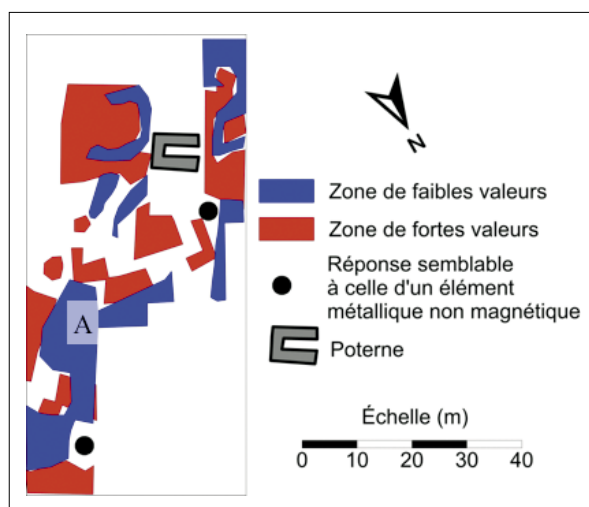 N
Zone de faibles valeurs
Zone de fortes valeurs
Réponse semblable
à celle d'un élément
métallique non magnétique
A
Poterne
Échelle (m)
0 10 20 30 40